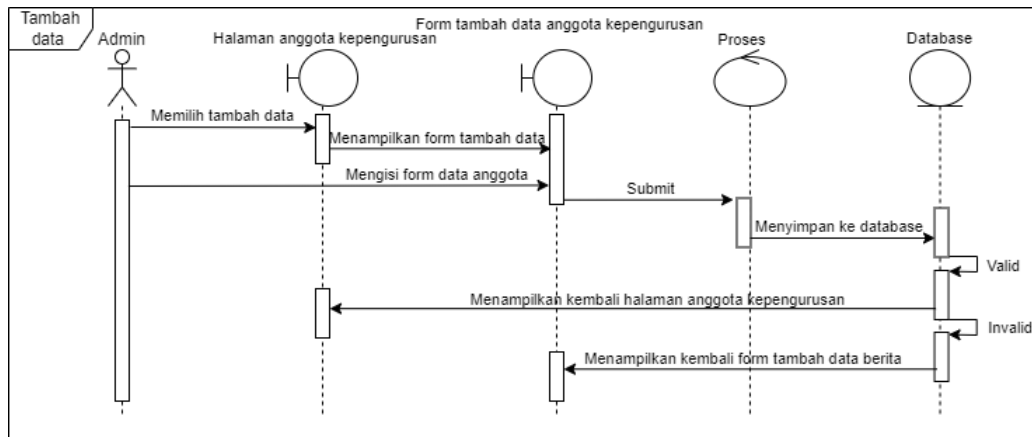 Tambah
data
Admin
Halaman anggota kepengurusan
Form tambah data anggota kepengurusan
Proses
Database
Memilih tambah data
Menampilkan form tambah data
Mengisi form data anggota
Submit
Menyimpan ke database
Valid
Menampilkan kembali halaman anggota kepengurusan
Invalid
Menampilkan kembali form tambah data berita